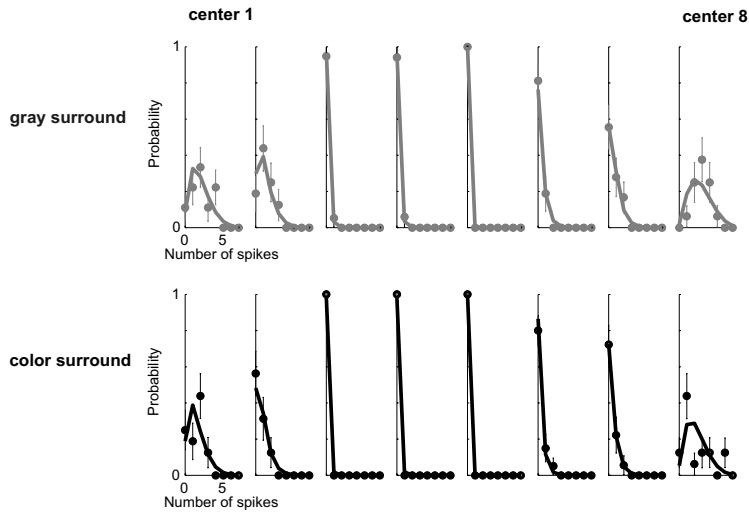 center 1
center 8
gray surround
Probability
1
0
0
5
Number of spikes
color surround
Probability
1
0
0
5
Number of spikes